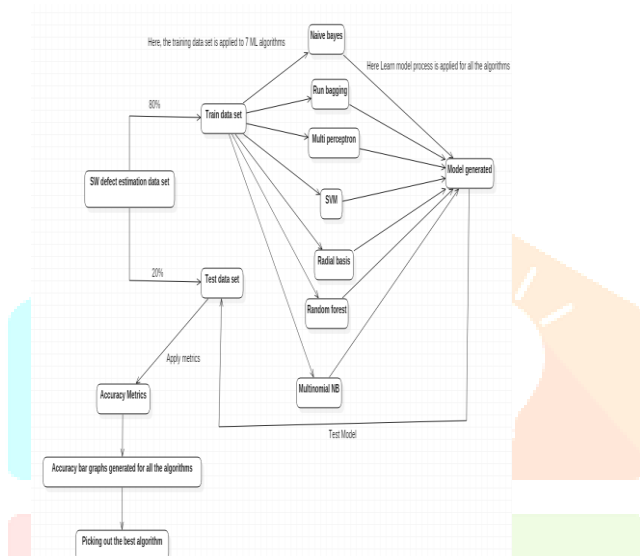 Naive bayes
Here, the training data set is applied to 7 ML algorithms
Here Learn model process is applied for all the algorithms
Run bagging
80%
Train data set
Multi perceptron
Model generated
SW defect estimation data set
SVM
Radial basis
20%
Test data set
Random forest
Apply metrics
Multinomial NB
Accuracy Metrics
Test Model
Accuracy bar graphs generated for all the algorithms
Picking out the best algorithm